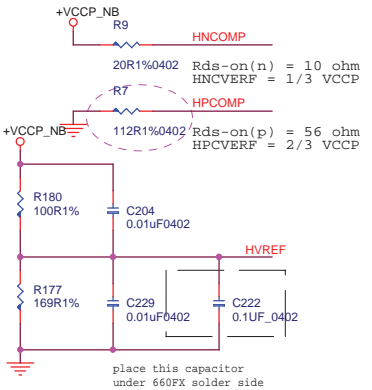 +VCCP_NB
R9
HNCOMP
20R1%0402
Rds-on(n) = 10 ohm
HNCVERF = 1/3 VCCP
R7
HPCOMP
112R1%0402
Rds-on(p) = 56 ohm
HPCVERF = 2/3 VCCP
+VCCP_NB
R180
100R1%
C204
0.01uF0402
HVREF
R177
169R1%
C229
0.01uF0402
C222
0.1UF_0402
place this capacitor
under 660FX solder side